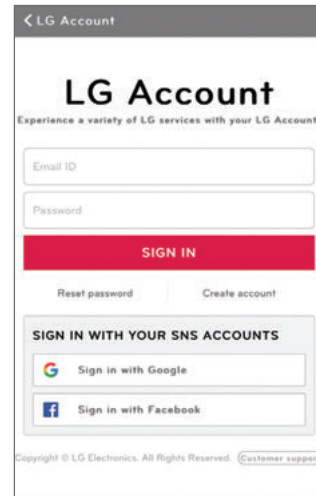 LG Account
LG Account
Experience a variety of LG services with your LG Account
Email ID
Password
SIGN IN
Reset password Create account
SIGN IN WITH YOUR SNS ACCOUNTS
Sign in with Google
Sign in with Facebook
Copyright © LG Electronics. All Rights Reserved. Customer suppor